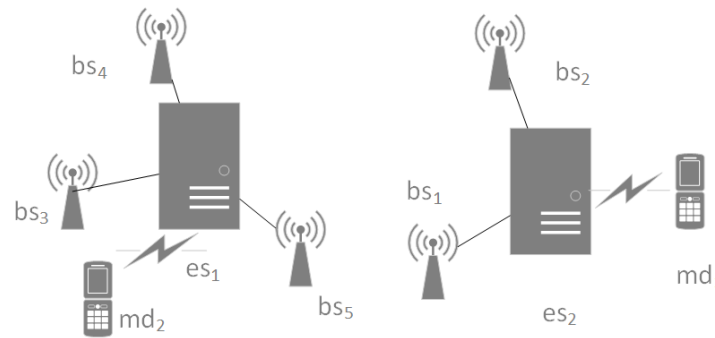 bs₄
bs₂
bs₃
bs₁
es₁
md
md₂
bs₅
es₂